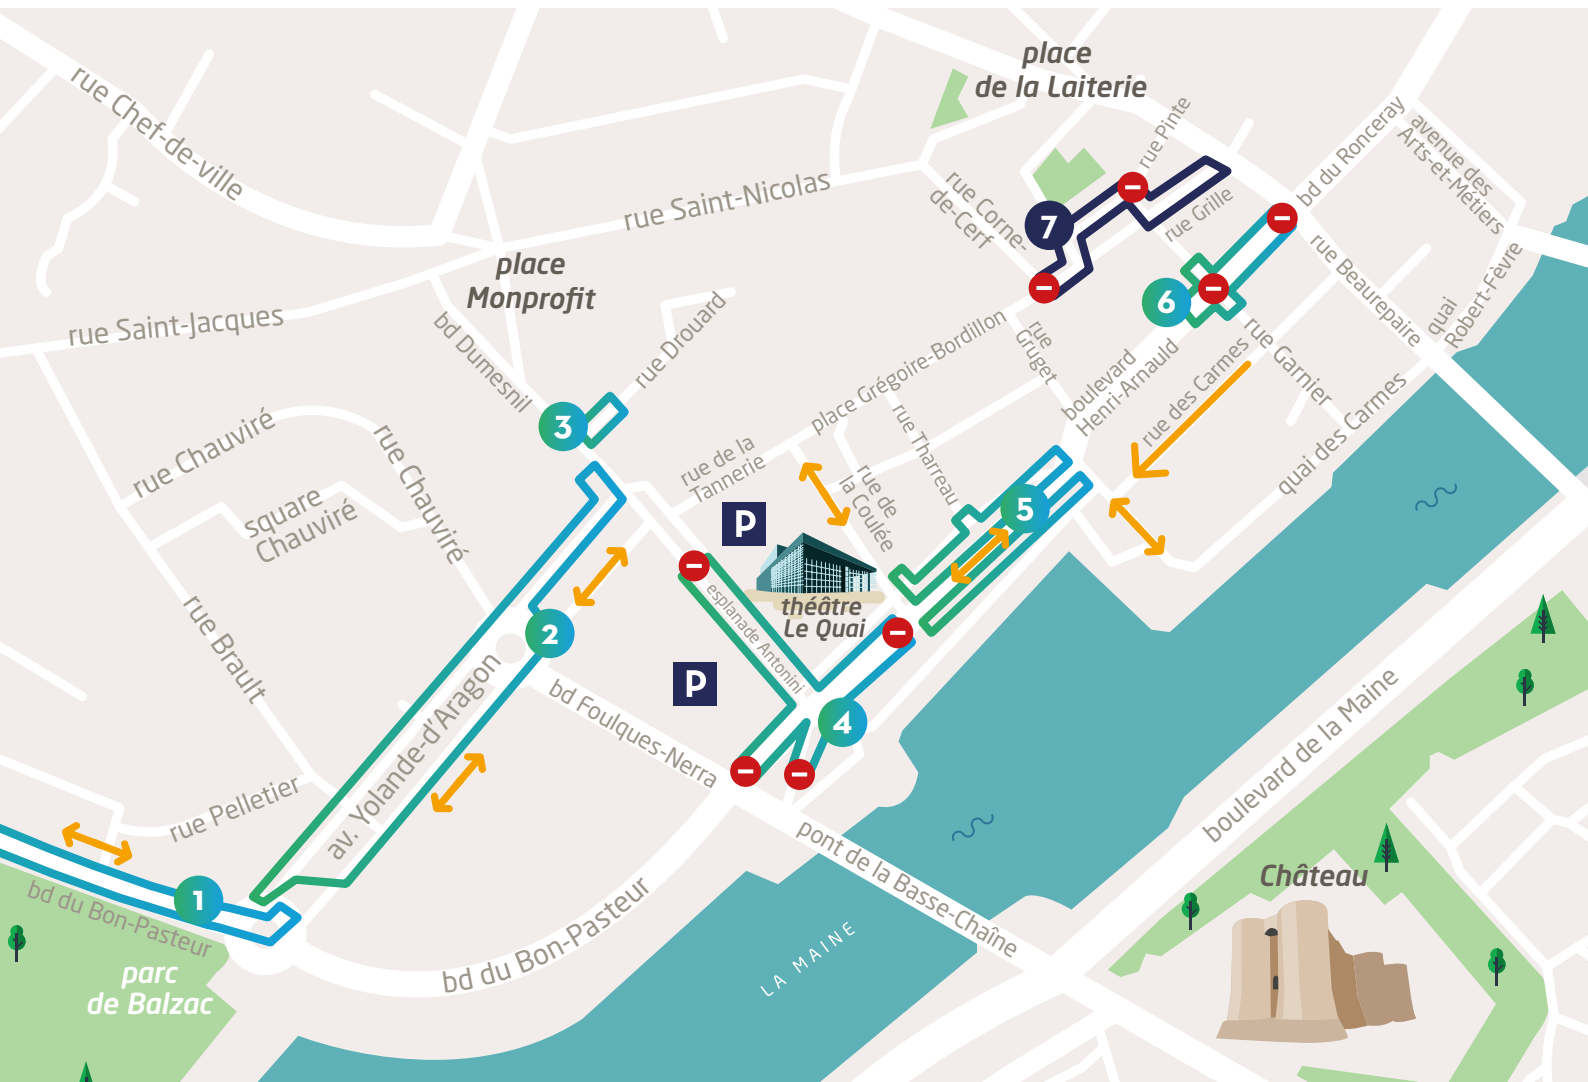 place
de la Laiterie
rue Chef-de-ville
rue Pinte
bd du Ronceray
avenue des
Arts-et-Métiers
rue Saint-Nicolas
rue Corne-
de-Cerf
7
rue Grille
rue Beaurepaire
quai
Robert-Fèvre
place
Monprofit
6
rue Saint-Jacques
bd Dumesnil
rue Drouard
place Grégoire-Bordillon
rue
Gruget
boulevard
Henri-Arnauld
rue des Carmes
rue Garnier
quai des Carmes
3
rue Chauviré
rue Chauviré
square
Chauviré
rue de la
Tannerie
rue de
la Coulée
rue Tharreau
5
P
théâtre
Le Quai
esplanade Antonini
P
2
rue Brault
av. Yolande-d'Aragon
bd Foulques-Nerra
4
rue Pelletier
pont de la Basse-Chaîne
boulevard de la Maine
Château
1
bd du Bon-Pasteur
bd du Bon-Pasteur
LA MAINE
parc
de Balzac